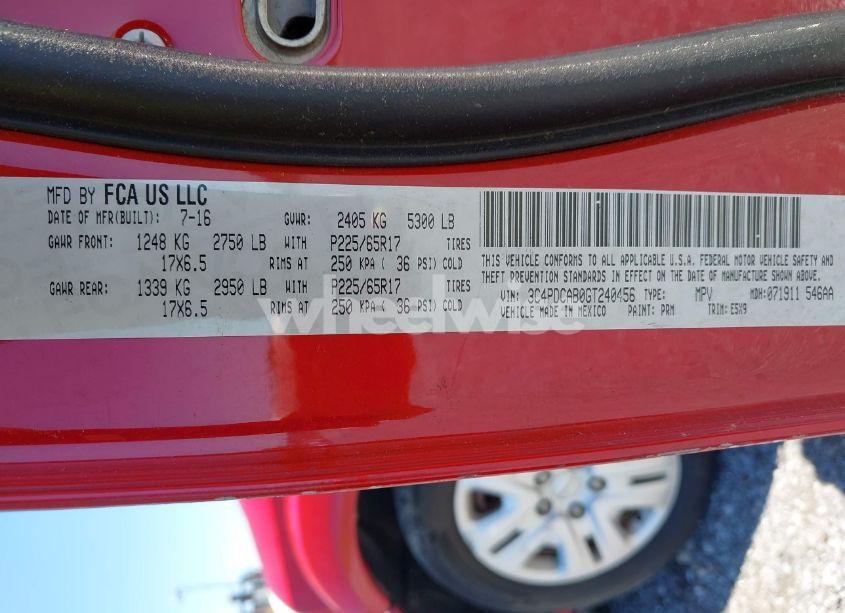 MFD BY FCA US LLC
DATE OF MFR(BUILT): 7-16 GVWR: 2405 KG 5300 LB
GAWR FRONT: 1248 KG 2750 LB WITH P225/65R17 TIRES
17X6.5 RIMS AT 250 KPA ( 36 PSI) COLD
GAWR REAR: 1339 KG 2950 LB WITH P225/65R17 TIRES
17X6.5 RIMS AT 250 KPA ( 36 PSI) COLD
THIS VEHICLE CONFORMS TO ALL APPLICABLE U.S.A. FEDERAL MOTOR VEHICLE SAFETY AND
THEFT PREVENTION STANDARDS IN EFFECT ON THE DATE OF MANUFACTURE SHOWN ABOVE.
VIN: 3C4PDCAB0GT240456 TYPE: MPV MDH: 071911 546AA
VEHICLE MADE IN MEXICO PAINT: PRM TRIM: E5X9
wheelwise